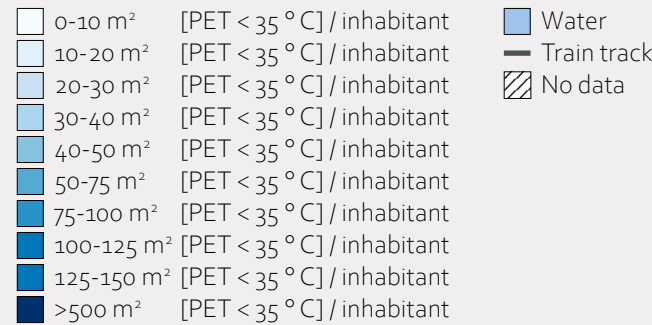 0-10 m² [PET < 35 ° C] / inhabitant
10-20 m² [PET < 35 ° C] / inhabitant
20-30 m² [PET < 35 ° C] / inhabitant
30-40 m² [PET < 35 ° C] / inhabitant
40-50 m² [PET < 35 ° C] / inhabitant
50-75 m² [PET < 35 ° C] / inhabitant
75-100 m² [PET < 35 ° C] / inhabitant
100-125 m² [PET < 35 ° C] / inhabitant
125-150 m² [PET < 35 ° C] / inhabitant
>500 m² [PET < 35 ° C] / inhabitant
Water
Train track
No data